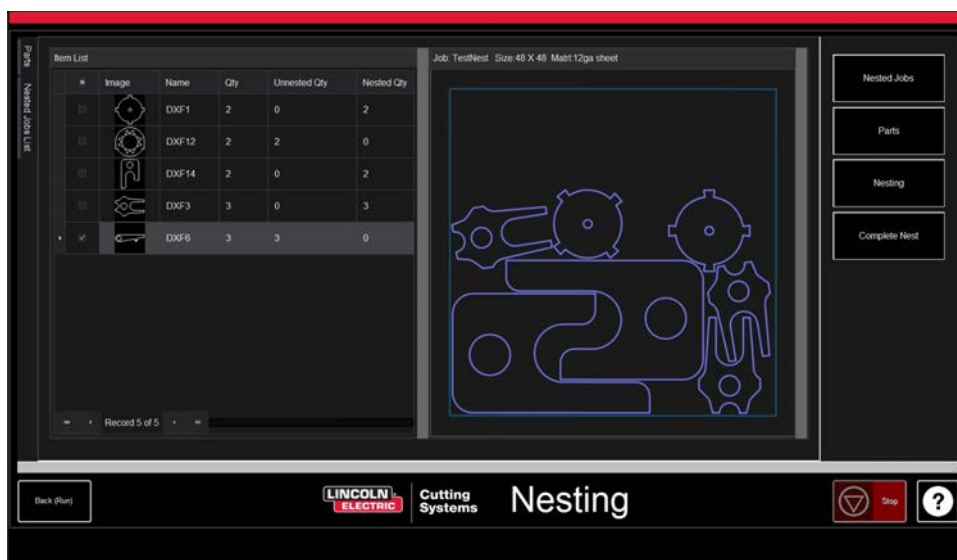 Parts
Nested Jobs List
Item List
Image Name Qty Unnested Qty Nested Qty
DXF1 2 0 2
DXF12 2 2 0
DXF14 2 0 2
DXF3 3 0 3
DXF6 3 3 0
Record 5 of 5
Job: TestNest Size:48 X 48 Matrl:12ga sheet
Nested Jobs
Parts
Nesting
Complete Nest
Back (Run)
LINCOLN
ELECTRIC
Cutting
Systems
Nesting
Stop
?